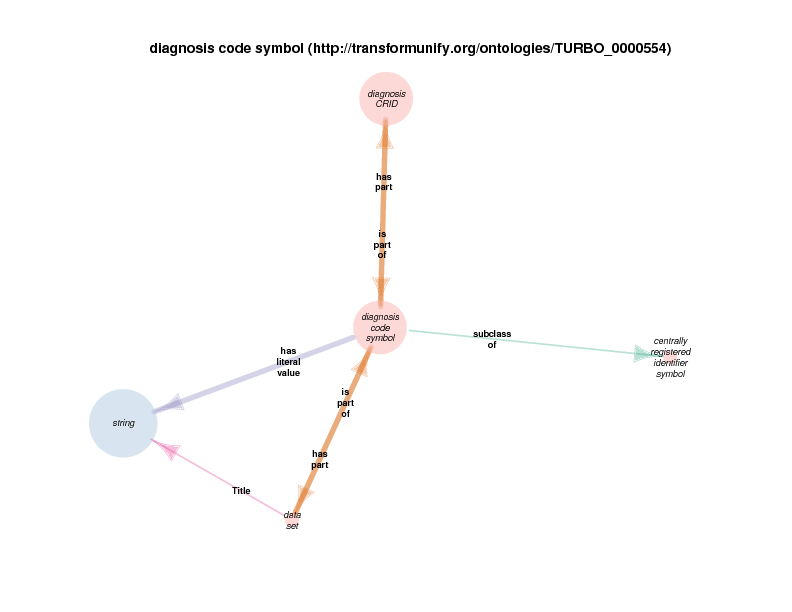 diagnosis code symbol (http://transformunify.org/ontologies/TURBO_0000554)
diagnosis
CRID
has
part
is
part
of
diagnosis
code
symbol
subclass
of
centrally
registered
identifier
symbol
has
literal
value
is
part
of
string
has
part
Title
data
set